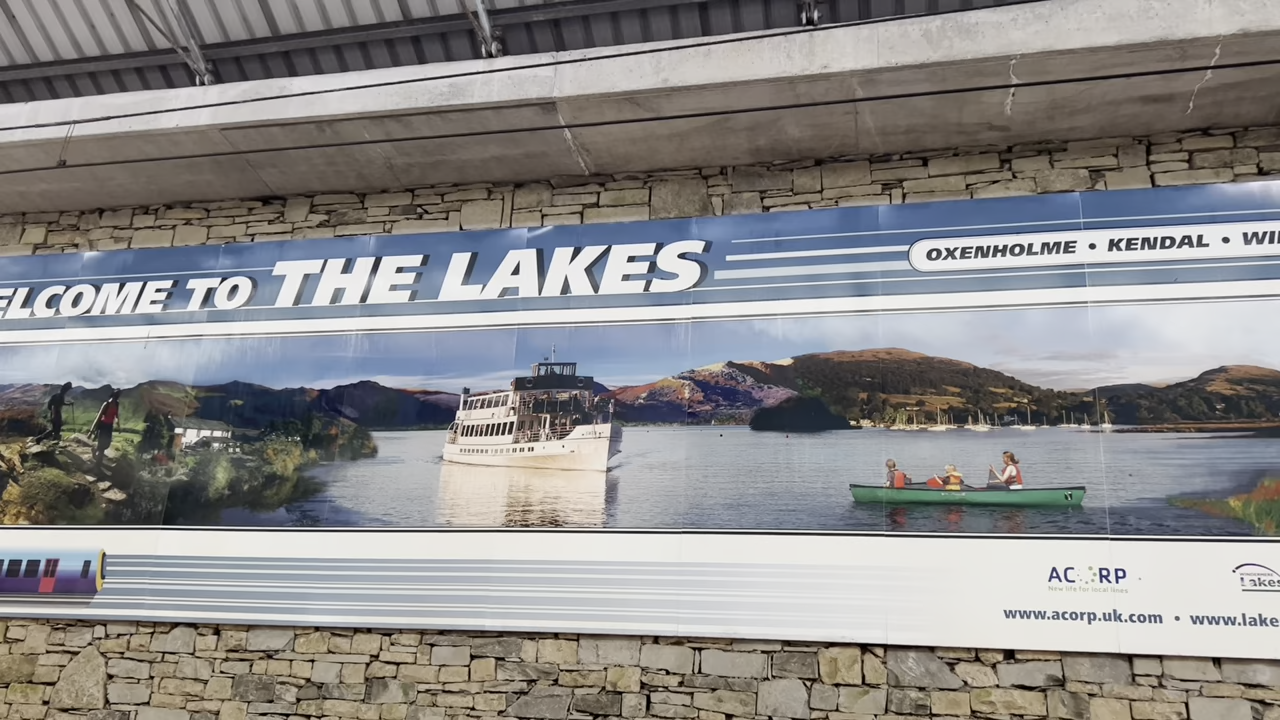 ELCOME TO THE LAKES
OXENHOLME • KENDAL • WI
ACORP
New life for local lines
Lakes
www.acorp.uk.com • www.lake